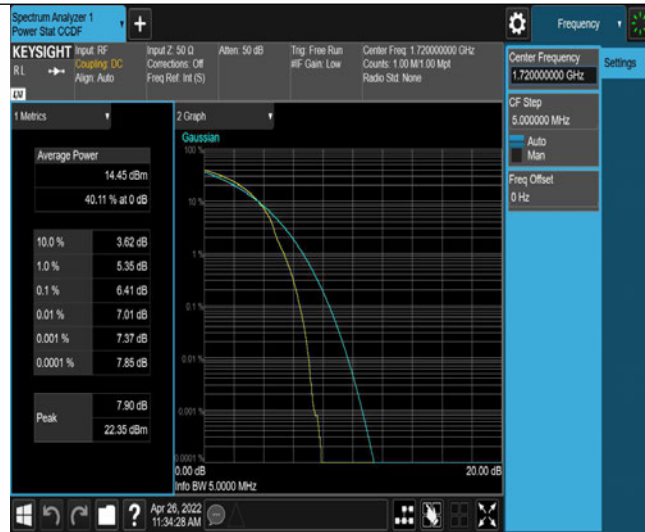 Spectrum Analyzer 1
Power Stat CCDF
Frequency
KEYSIGHT
RL
Input: RF
Coupling: DC
Align: Auto
Input Z: 50 Ω
Corrections: Off
Freq Ref: Int (S)
Atten: 50 dB
Trig: Free Run
#IF Gain: Low
Center Freq: 1.720000000 GHz
Counts: 1.00 M/1.00 Mpt
Radio Std: None
Center Frequency
1.720000000 GHz
Settings
CF Step
5.000000 MHz
Auto
Man
Freq Offset
0 Hz
1 Metrics
Average Power
14.45 dBm
40.11 % at 0 dB
10.0 % 3.62 dB
1.0 % 5.35 dB
0.1 % 6.41 dB
0.01 % 7.01 dB
0.001 % 7.37 dB
0.0001 % 7.85 dB
Peak
7.90 dB
22.35 dBm
2 Graph
Gaussian
100 %
10 %
1 %
0.1 %
0.01 %
0.001 %
0.0001 %
0.00 dB
20.00 dB
Info BW 5.0000 MHz
?
Apr 26, 2022
11:34:28 AM